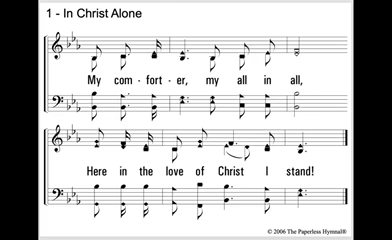 1 - In Christ Alone
My com - fort - er, my all in all,
Here in the love of Christ I stand!
© 2006 The Paperless Hymnal®